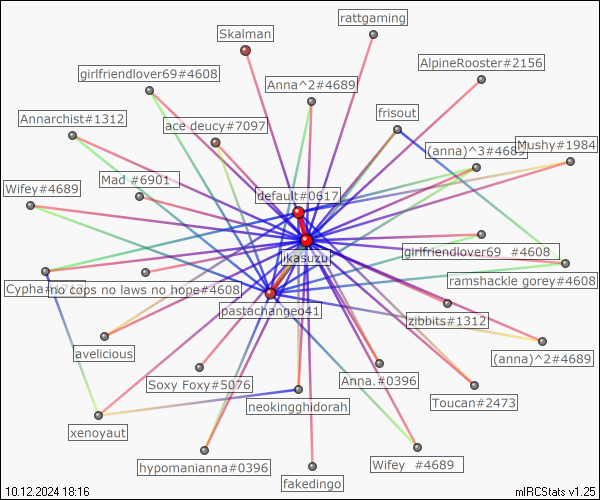 rattgaming
Skalman
AlpineRooster#2156
girlfriendlover69#4608
Anna^2#4689
frisout
Annarchist#1312
ace deucy#7097
Mushy#1984
(anna)^3#4689
Mad #6901
Wifey#4689
default#0617
girlfriendlover69 #4608
jikasuzu
ramshackle gorey#4608
no cops no laws no hope#4608
pastachangeo41
zibbits#1312
avelicious
(anna)^2#4689
Soxy Foxy#5076
Anna.#0396
Toucan#2473
neokingghidorah
xenoyaut
hypomanianna#0396
Wifey #4689
fakedingo
10.12.2024 18:16
mIRCStats v1.25